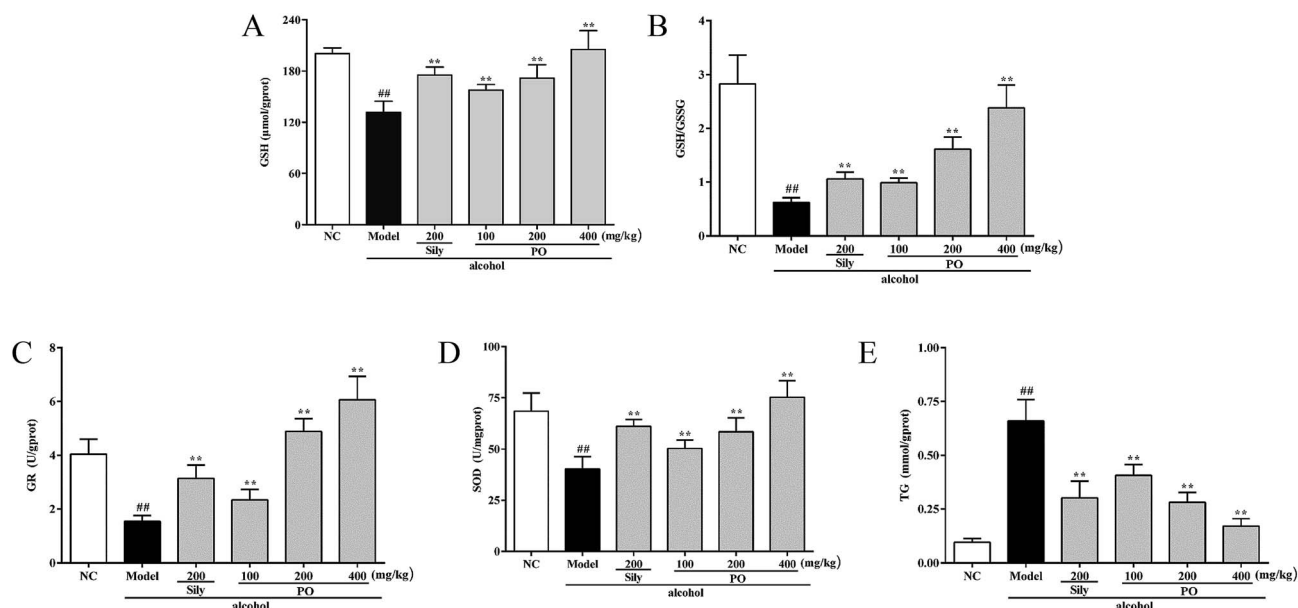 A
GSH (μmol/gprot)
240
180
120
60
0
##
**
**
**
**
NC Model 200 100 200 400 (mg/kg)
Sily PO
alcohol
B
GSH/GSSG
4
3
2
1
0
##
**
**
**
**
NC Model 200 100 200 400 (mg/kg)
Sily PO
alcohol
C
GR (U/gprot)
8
6
4
2
0
##
**
**
**
**
NC Model 200 100 200 400 (mg/kg)
Sily PO
alcohol
D
SOD (U/mgprot)
100
75
50
25
0
##
**
**
**
**
NC Model 200 100 200 400 (mg/kg)
Sily PO
alcohol
E
TG (mmol/gprot)
1.00
0.75
0.50
0.25
0.00
##
**
**
**
**
NC Model 200 100 200 400 (mg/kg)
Sily PO
alcohol